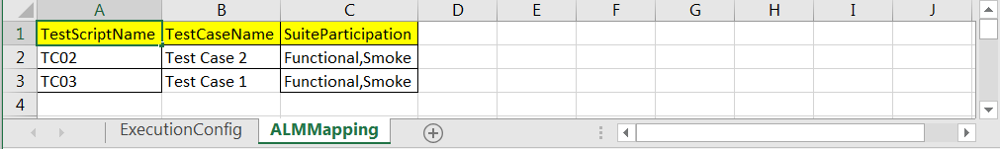 A B C D E F G H I J
1 TestScriptName TestCaseName SuiteParticipation
2 TC02 Test Case 2 Functional,Smoke
3 TC03 Test Case 1 Functional,Smoke
4
ExecutionConfig ALMMapping